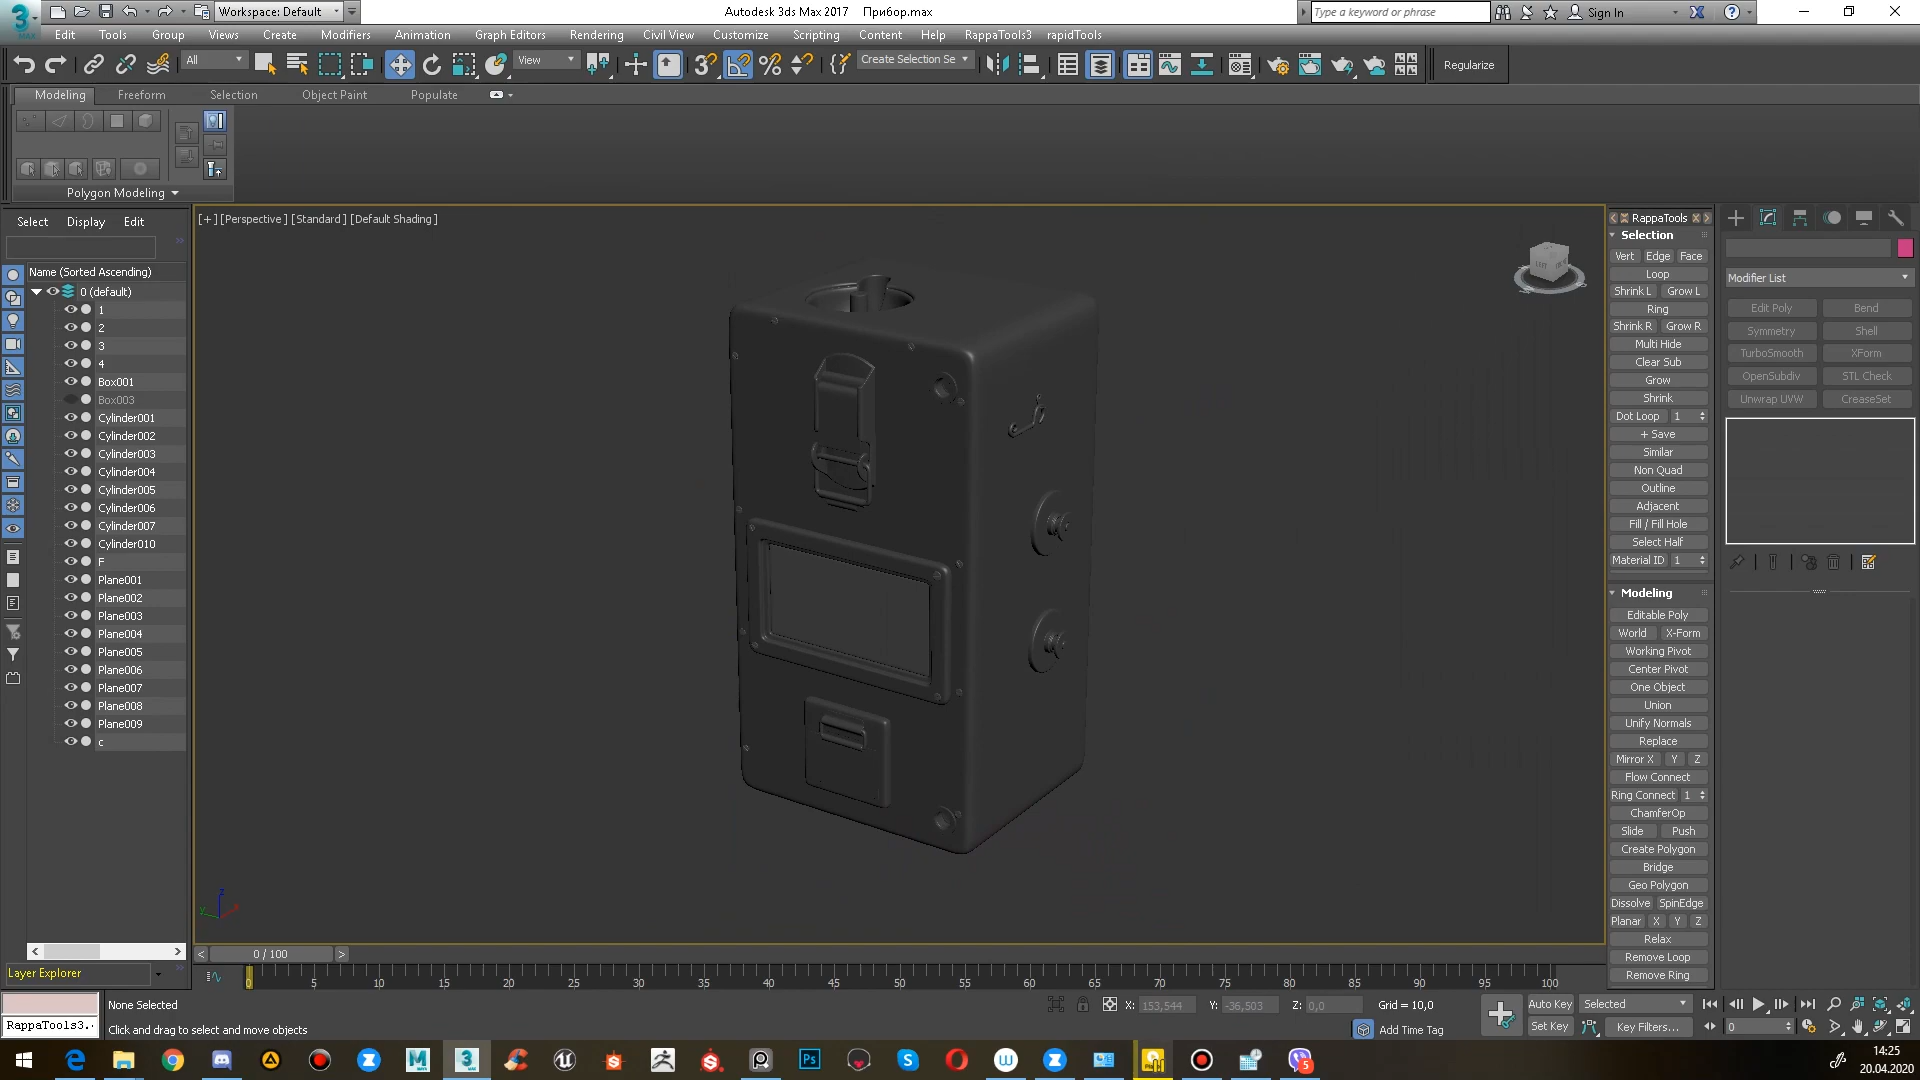 Workspace: Default
Autodesk 3ds Max 2017 Прибор.max
Type a keyword or phrase
Sign In
Edit Tools Group Views Create Modifiers Animation Graph Editors Rendering Civil View Customize Scripting Content Help RappaTools3 rapidTools
All View Create Selection Se Regularize
Modeling Freeform Selection Object Paint Populate
Polygon Modeling
Select Display Edit
Name (Sorted Ascending)
0 (default)
1
2
3
4
Box001
Box003
Cylinder001
Cylinder002
Cylinder003
Cylinder004
Cylinder005
Cylinder006
Cylinder007
Cylinder010
F
Plane001
Plane002
Plane003
Plane004
Plane005
Plane006
Plane007
Plane008
Plane009
c
Layer Explorer
[+] [Perspective] [Standard] [Default Shading]
RappaTools
Selection
Vert Edge Face
Loop
Shrink L Grow L
Ring
Shrink R Grow R
Multi Hide
Clear Sub
Grow
Shrink
Dot Loop 1
+ Save
Similar
Non Quad
Outline
Adjacent
Fill / Fill Hole
Select Half
Material ID 1
Modeling
Editable Poly
World X-Form
Working Pivot
Center Pivot
One Object
Union
Unify Normals
Replace
Mirror X Y Z
Flow Connect
Ring Connect 1
ChamferOp
Slide Push
Create Polygon
Bridge
Geo Polygon
Dissolve SpinEdge
Planar X Y Z
Relax
Remove Loop
Remove Ring
Modifier List
Edit Poly Bend
Symmetry Shell
TurboSmooth XForm
OpenSubdiv STL Check
Unwrap UVW CreaseSet
0 / 100
0 5 10 15 20 25 30 35 40 45 50 55 60 65 70 75 80 85 90 95 100
None Selected
X: 153,544 Y: -36,503 Z: 0,0 Grid = 10,0
Auto Key Selected
RappaTools3.
Click and drag to select and move objects
Add Time Tag
Set Key Key Filters... 0
14:25
20.04.2020